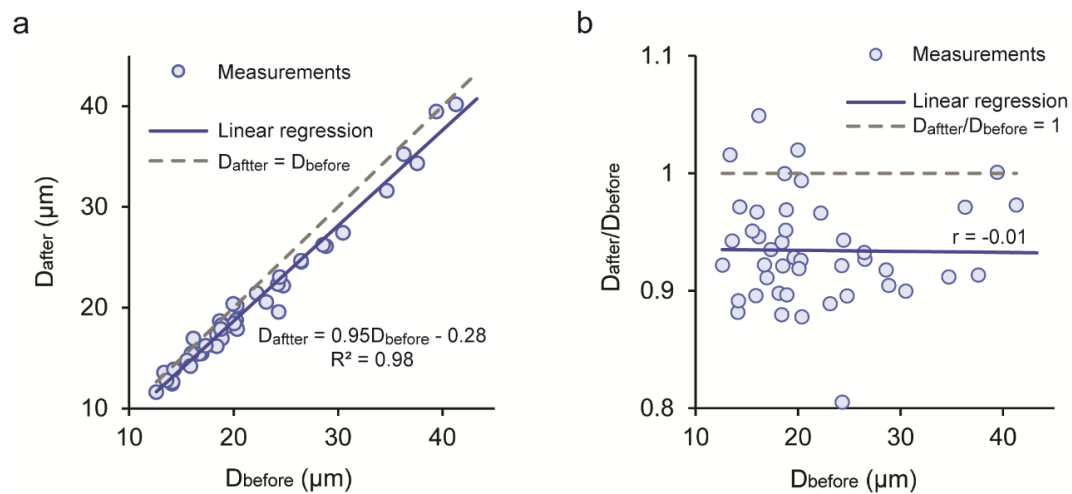 a
40
30
20
10
10
20
30
40
Dafter (μm)
Dbefore (μm)
Measurements
Linear regression
Daftter = Dbefore
Daftter = 0.95Dbefore - 0.28
R² = 0.98
b
1.1
1
0.9
0.8
10
20
30
40
Daftter/Dbefore
Dbefore (μm)
Measurements
Linear regression
Daftter/Dbefore = 1
r = -0.01